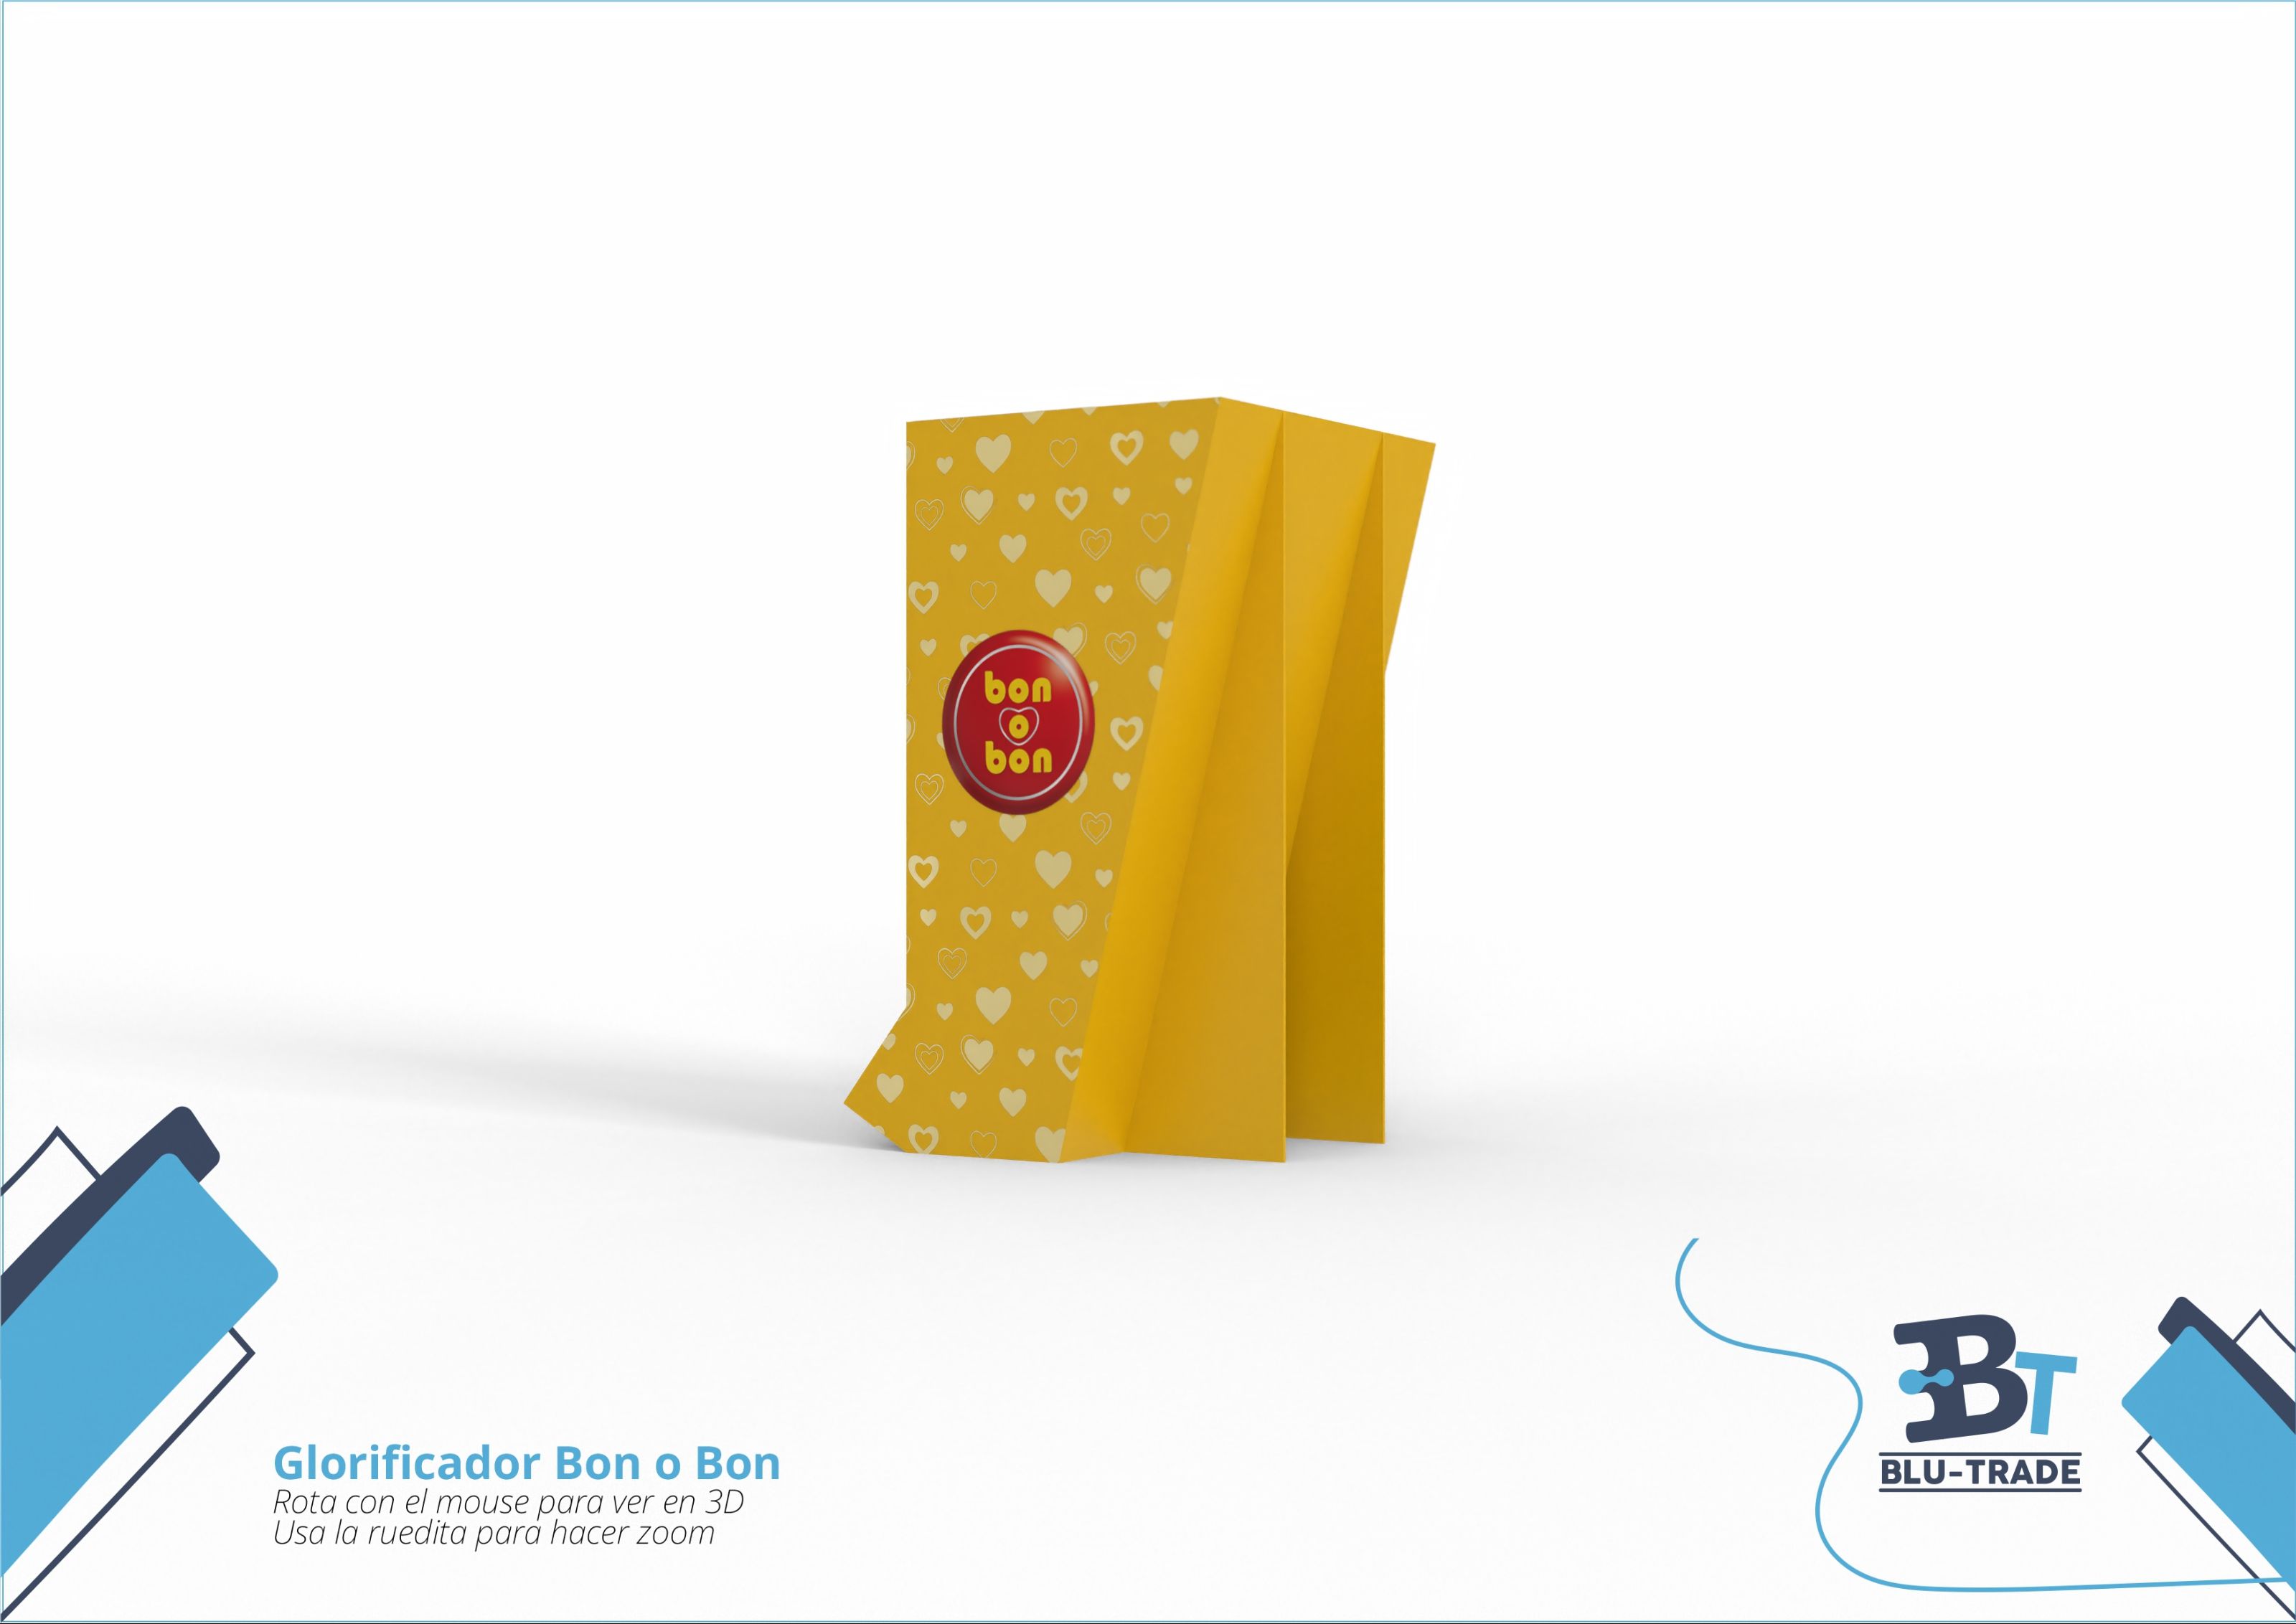 bon
o
bon
Glorificador Bon o Bon
Rota con el mouse para ver en 3D
Usa la ruedita para hacer zoom
BT
BLU-TRADE